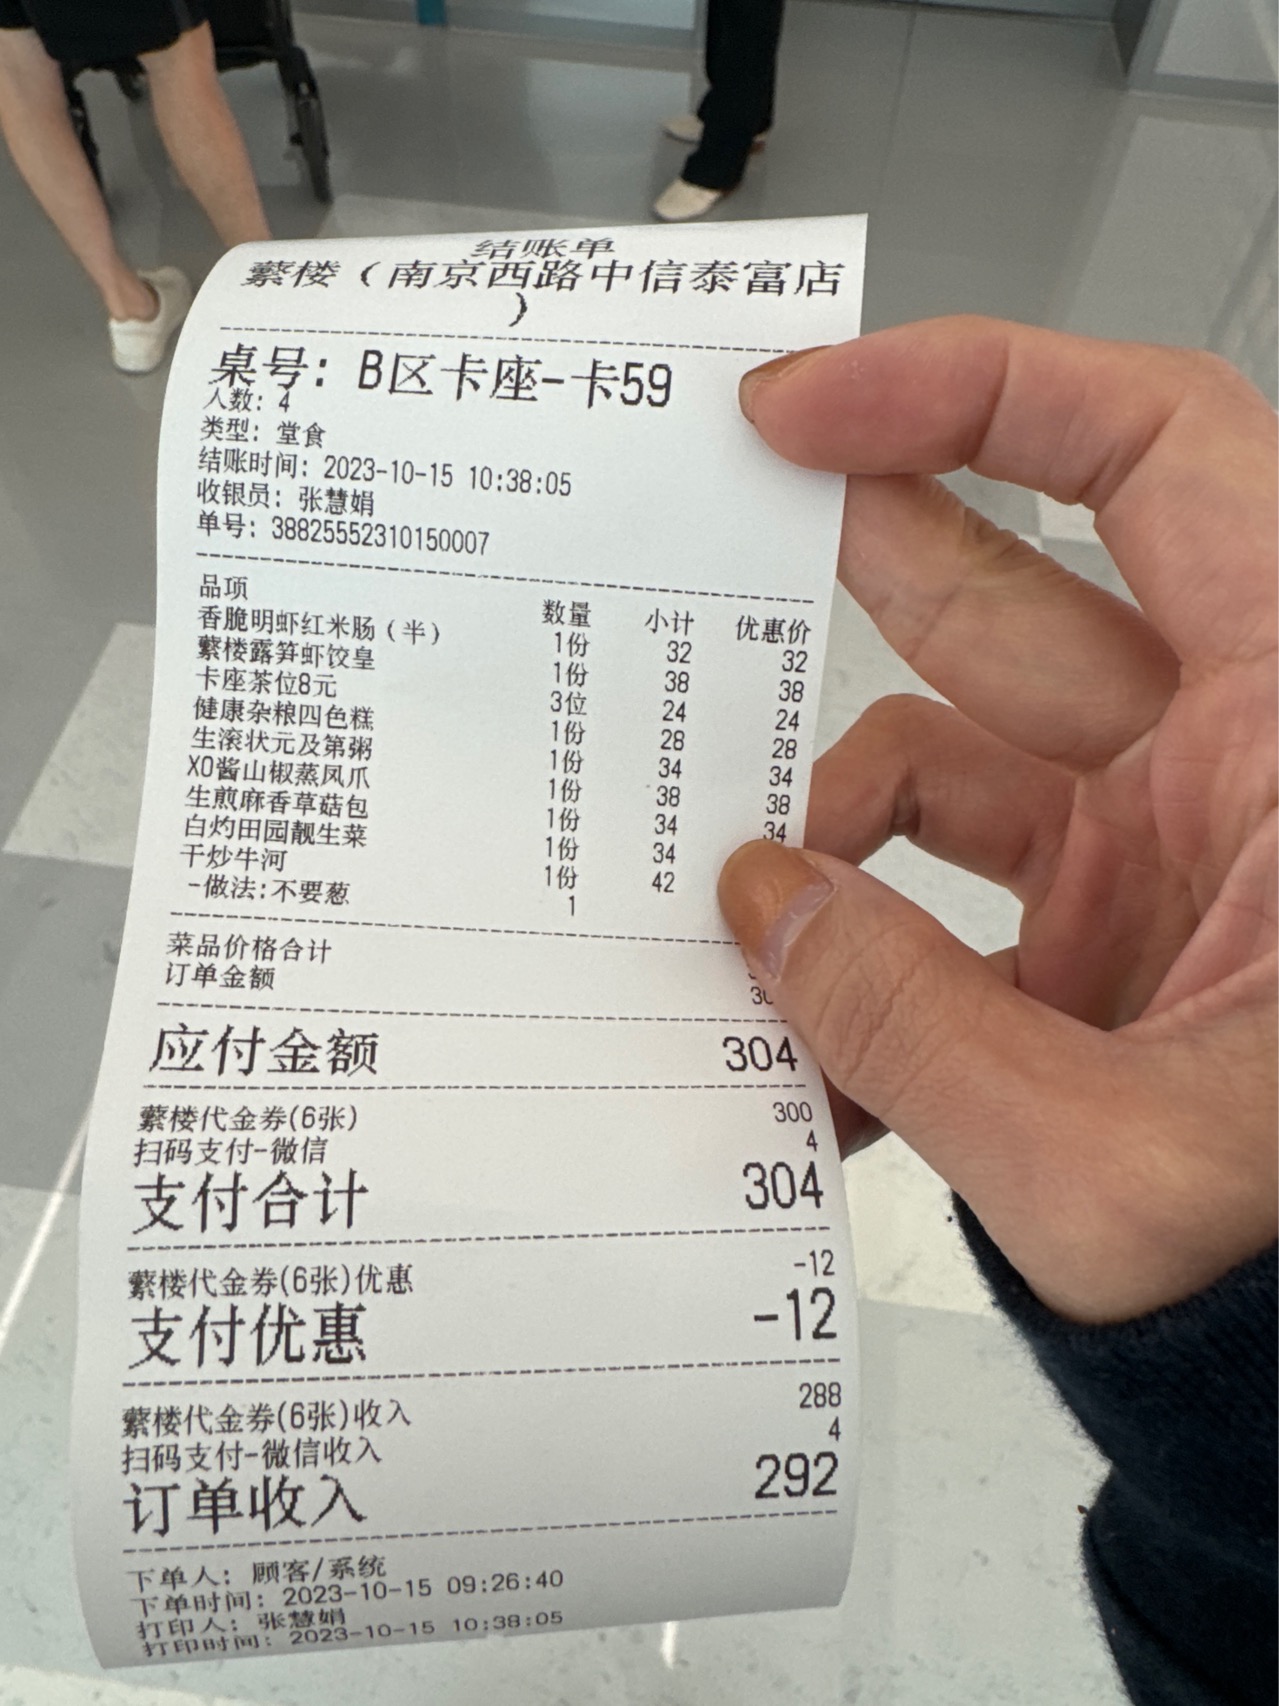 结账单
蘩楼（南京西路中信泰富店
）
桌号：B区卡座-卡59
人数：4
类型：堂食
结账时间：2023-10-15 10:38:05
收银员：张慧娟
单号：38825552310150007
品项 数量 小计 优惠价
香脆明虾红米肠（半） 1份 32 32
蘩楼露笋虾饺皇 1份 38 38
卡座茶位8元 3位 24 24
健康杂粮四色糕 1份 28 28
生滚状元及第粥 1份 34 34
XO酱山椒蒸凤爪 1份 38 38
生煎麻香草菇包 1份 34 34
白灼田园靓生菜 1份 34
干炒牛河 1份 42
-做法:不要葱 1
菜品价格合计
订单金额
应付金额 304
蘩楼代金券(6张) 300
扫码支付-微信 4
支付合计 304
蘩楼代金券(6张)优惠 -12
支付优惠 -12
蘩楼代金券(6张)收入 288
扫码支付-微信收入 4
订单收入 292
下单人：顾客/系统
下单时间：2023-10-15 09:26:40
打印人：张慧娟
打印时间：2023-10-15 10:38:05